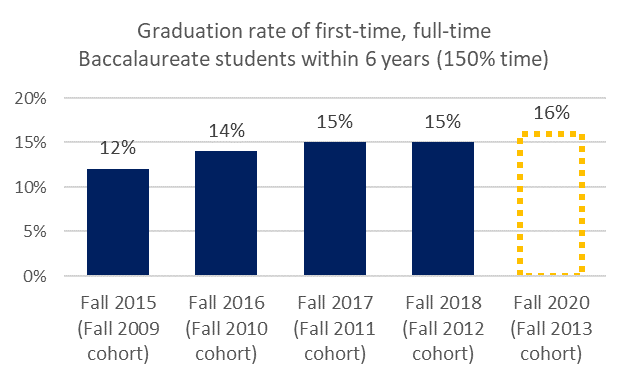 Graduation rate of first-time, full-time
Baccalaureate students within 6 years (150% time)
20%
15%
10%
5%
0%
12%
14%
15%
15%
16%
Fall 2015
(Fall 2009
cohort)
Fall 2016
(Fall 2010
cohort)
Fall 2017
(Fall 2011
cohort)
Fall 2018
(Fall 2012
cohort)
Fall 2020
(Fall 2013
cohort)